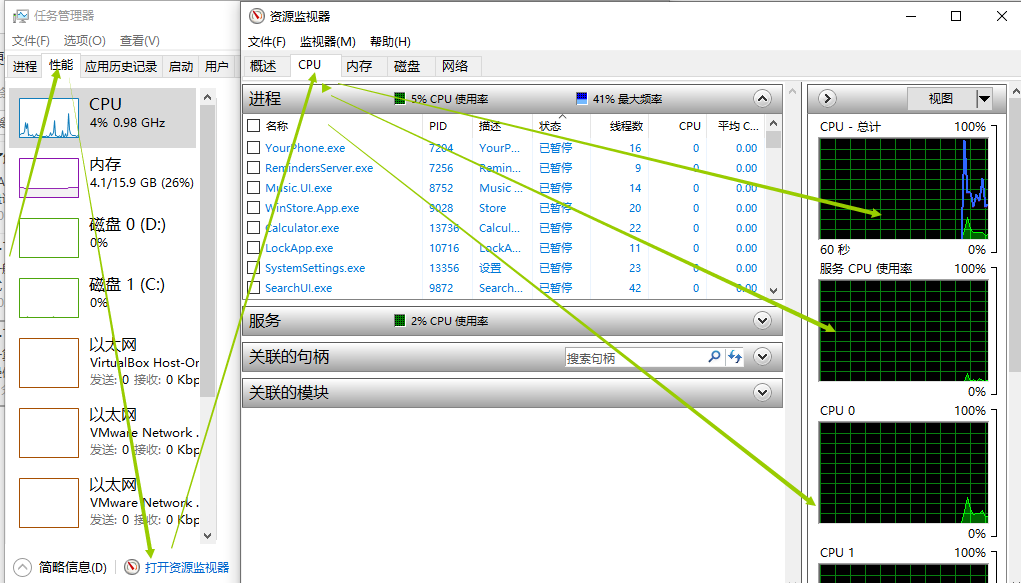 任务管理器
文件(F) 选项(O) 查看(V)
进程 性能 应用历史记录 启动 用户
CPU
4% 0.98 GHz
内存
4.1/15.9 GB (26%)
磁盘 0 (D:)
0%
磁盘 1 (C:)
0%
以太网
VirtualBox Host-Or
发送: 0 接收: 0 Kbp
以太网
VMware Network .
发送: 0 接收: 0 Kbp
以太网
VMware Network .
发送: 0 接收: 0 Kbp
简略信息(D) 打开资源监视器
资源监视器
文件(F) 监视器(M) 帮助(H)
概述 CPU 内存 磁盘 网络
进程 5% CPU 使用率 41% 最大频率
名称 PID 描述 状态 线程数 CPU 平均 C...
YourPhone.exe 7204 YourP... 已暂停 16 0 0.00
RemindersServer.exe 7256 Remin... 已暂停 9 0 0.00
Music.UI.exe 8752 Music ... 已暂停 14 0 0.00
WinStore.App.exe 9028 Store 已暂停 20 0 0.00
Calculator.exe 13736 Calcul... 已暂停 22 0 0.00
LockApp.exe 10716 LockA... 已暂停 11 0 0.00
SystemSettings.exe 13356 设置 已暂停 23 0 0.00
SearchUI.exe 9872 Search... 已暂停 42 0 0.00
服务 2% CPU 使用率
关联的句柄 搜索句柄
关联的模块
视图
CPU - 总计 100%
60 秒 0%
服务 CPU 使用率 100%
0%
CPU 0 100%
0%
CPU 1 100%